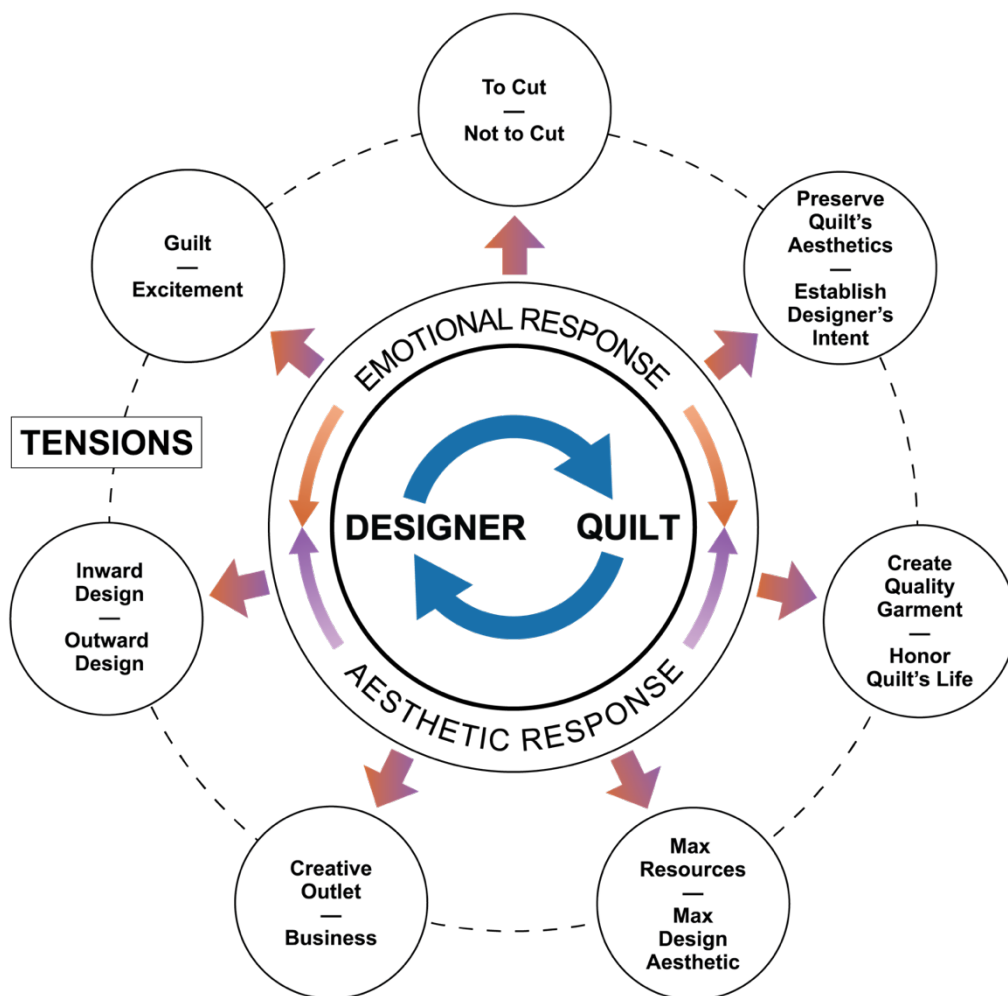 To Cut
—
Not to Cut
Preserve
Quilt's
Aesthetics
—
Establish
Designer's
Intent
Guilt
—
Excitement
EMOTIONAL RESPONSE
TENSIONS
DESIGNER
QUILT
Create
Quality
Garment
—
Honor
Quilt's Life
Inward
Design
—
Outward
Design
AESTHETIC RESPONSE
Creative
Outlet
—
Business
Max
Resources
—
Max
Design
Aesthetic